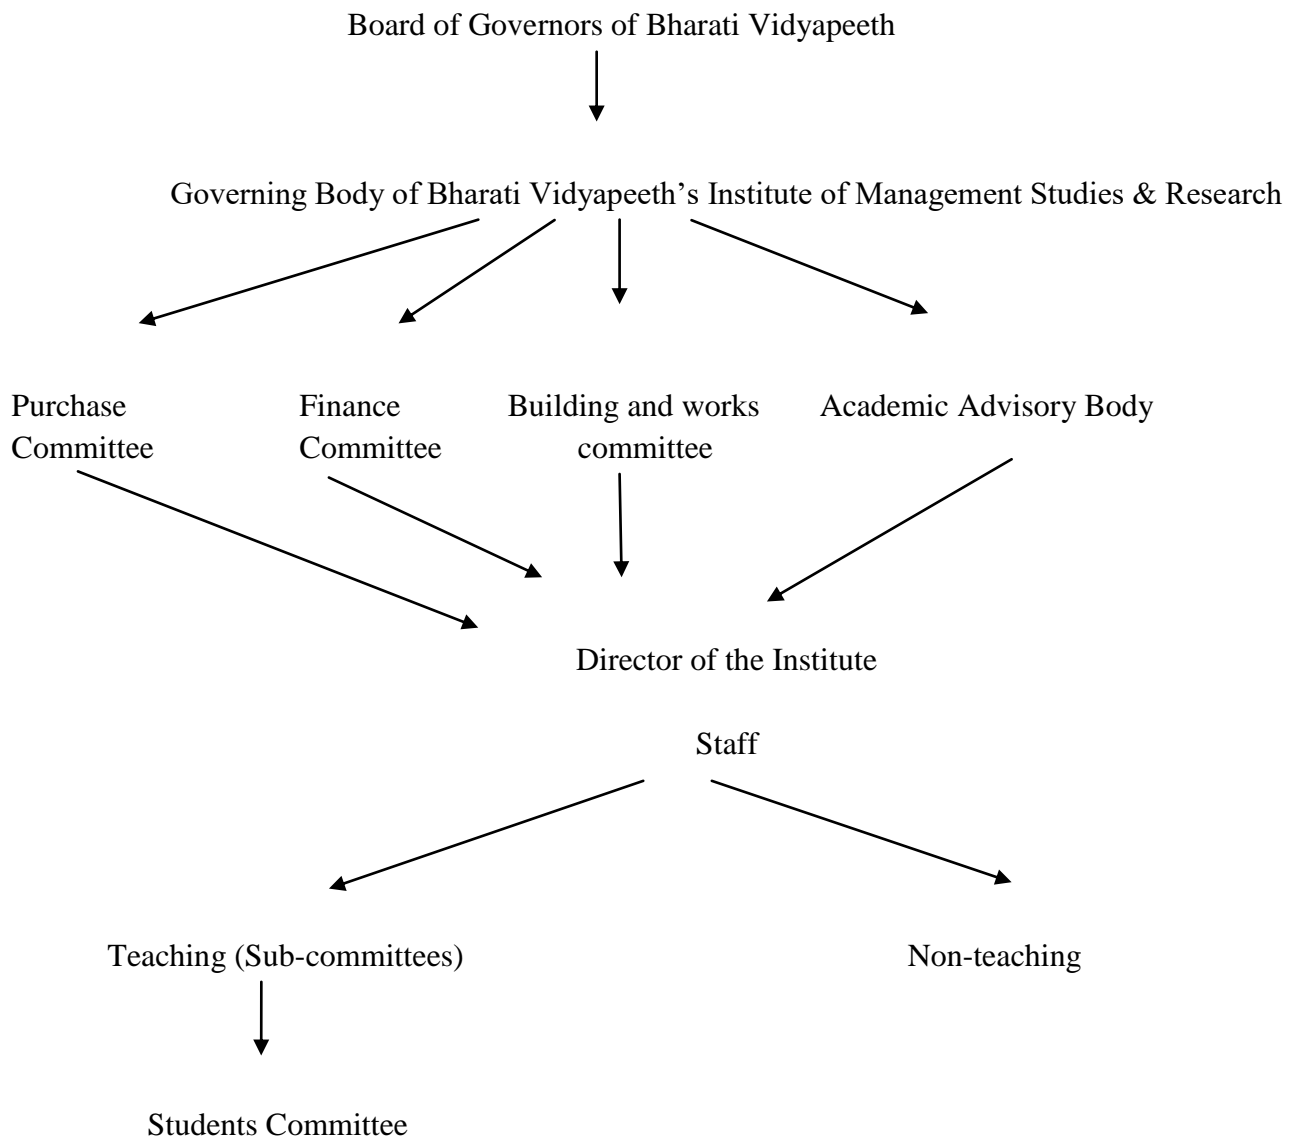 Board of Governors of Bharati Vidyapeeth
Governing Body of Bharati Vidyapeeth’s Institute of Management Studies & Research
Purchase
Committee
Finance
Committee
Building and works
committee
Academic Advisory Body
Director of the Institute
Staff
Teaching (Sub-committees)
Non-teaching
Students Committee